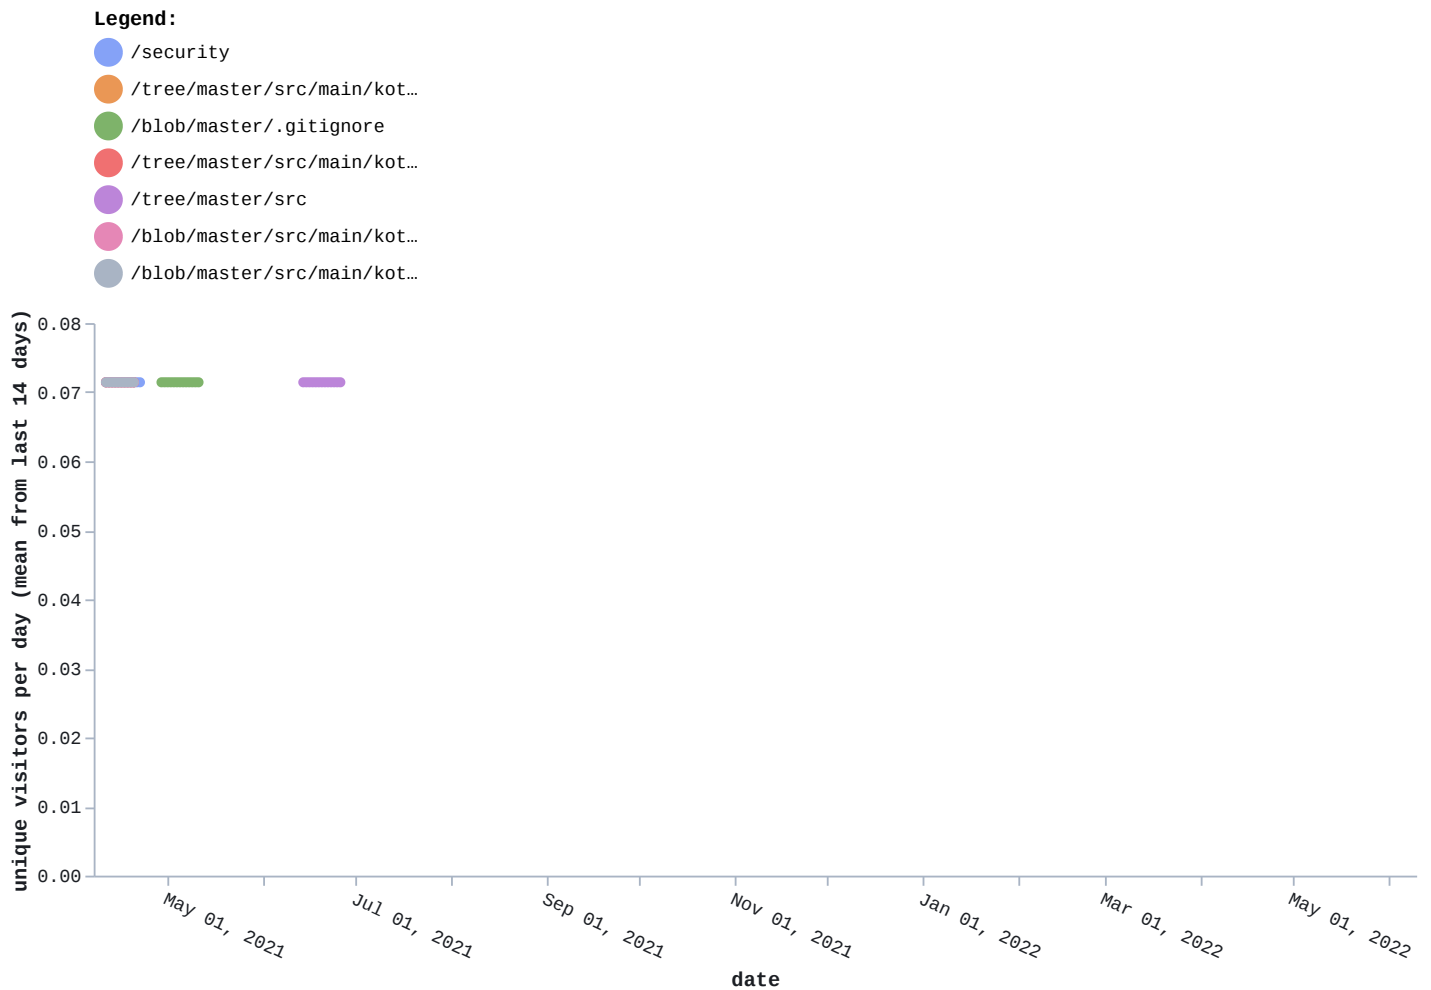 Legend:
/security
/tree/master/src/main/kot…
/blob/master/.gitignore
/tree/master/src/main/kot…
/tree/master/src
/blob/master/src/main/kot…
/blob/master/src/main/kot…
unique visitors per day (mean from last 14 days)
0.08
0.07
0.06
0.05
0.04
0.03
0.02
0.01
0.00
May 01, 2021
Jul 01, 2021
Sep 01, 2021
Nov 01, 2021
Jan 01, 2022
Mar 01, 2022
May 01, 2022
date